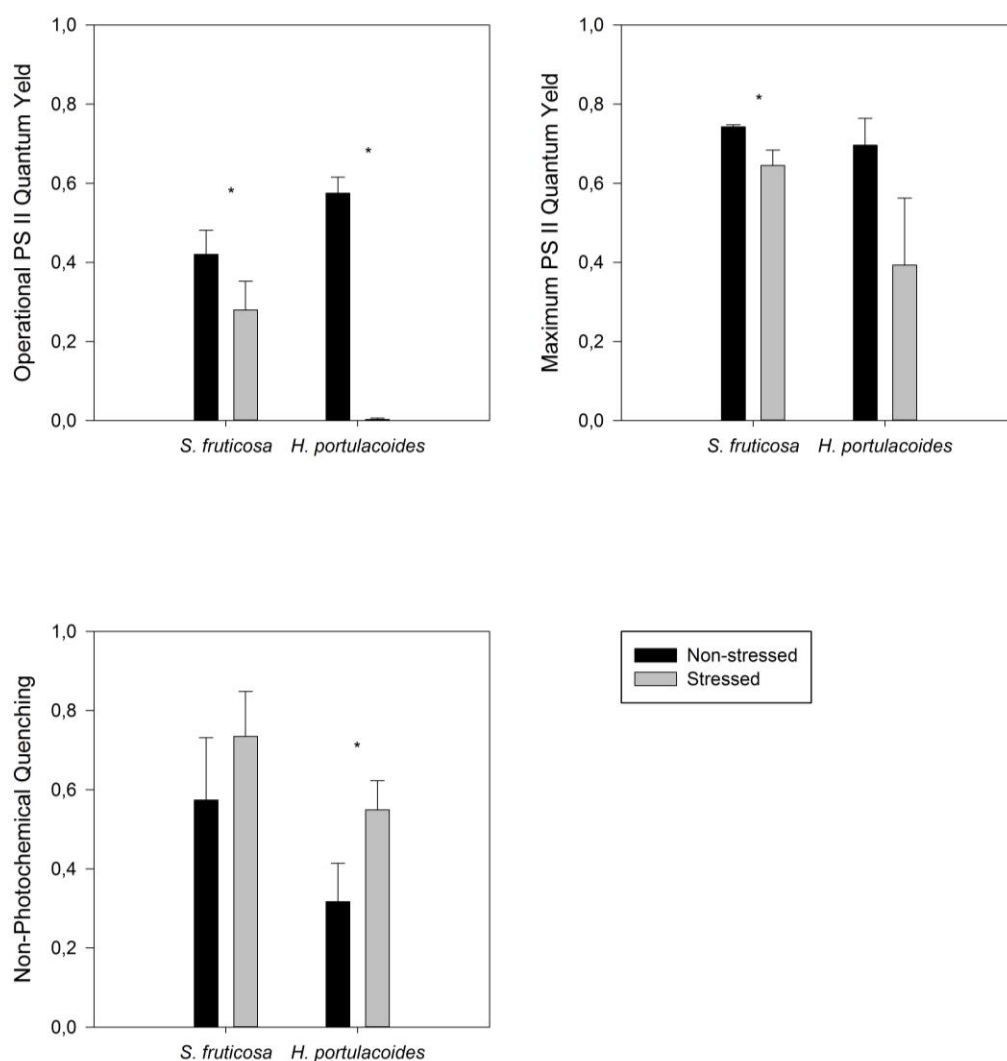 Operational PS II Quantum Yeld
1,0
0,8
0,6
0,4
0,2
0,0
*
*
S. fruticosa H. portulacoides
Maximum PS II Quantum Yeld
1,0
0,8
0,6
0,4
0,2
0,0
*
S. fruticosa H. portulacoides
Non-Photochemical Quenching
1,0
0,8
0,6
0,4
0,2
0,0
*
S. fruticosa H. portulacoides
Non-stressed
Stressed